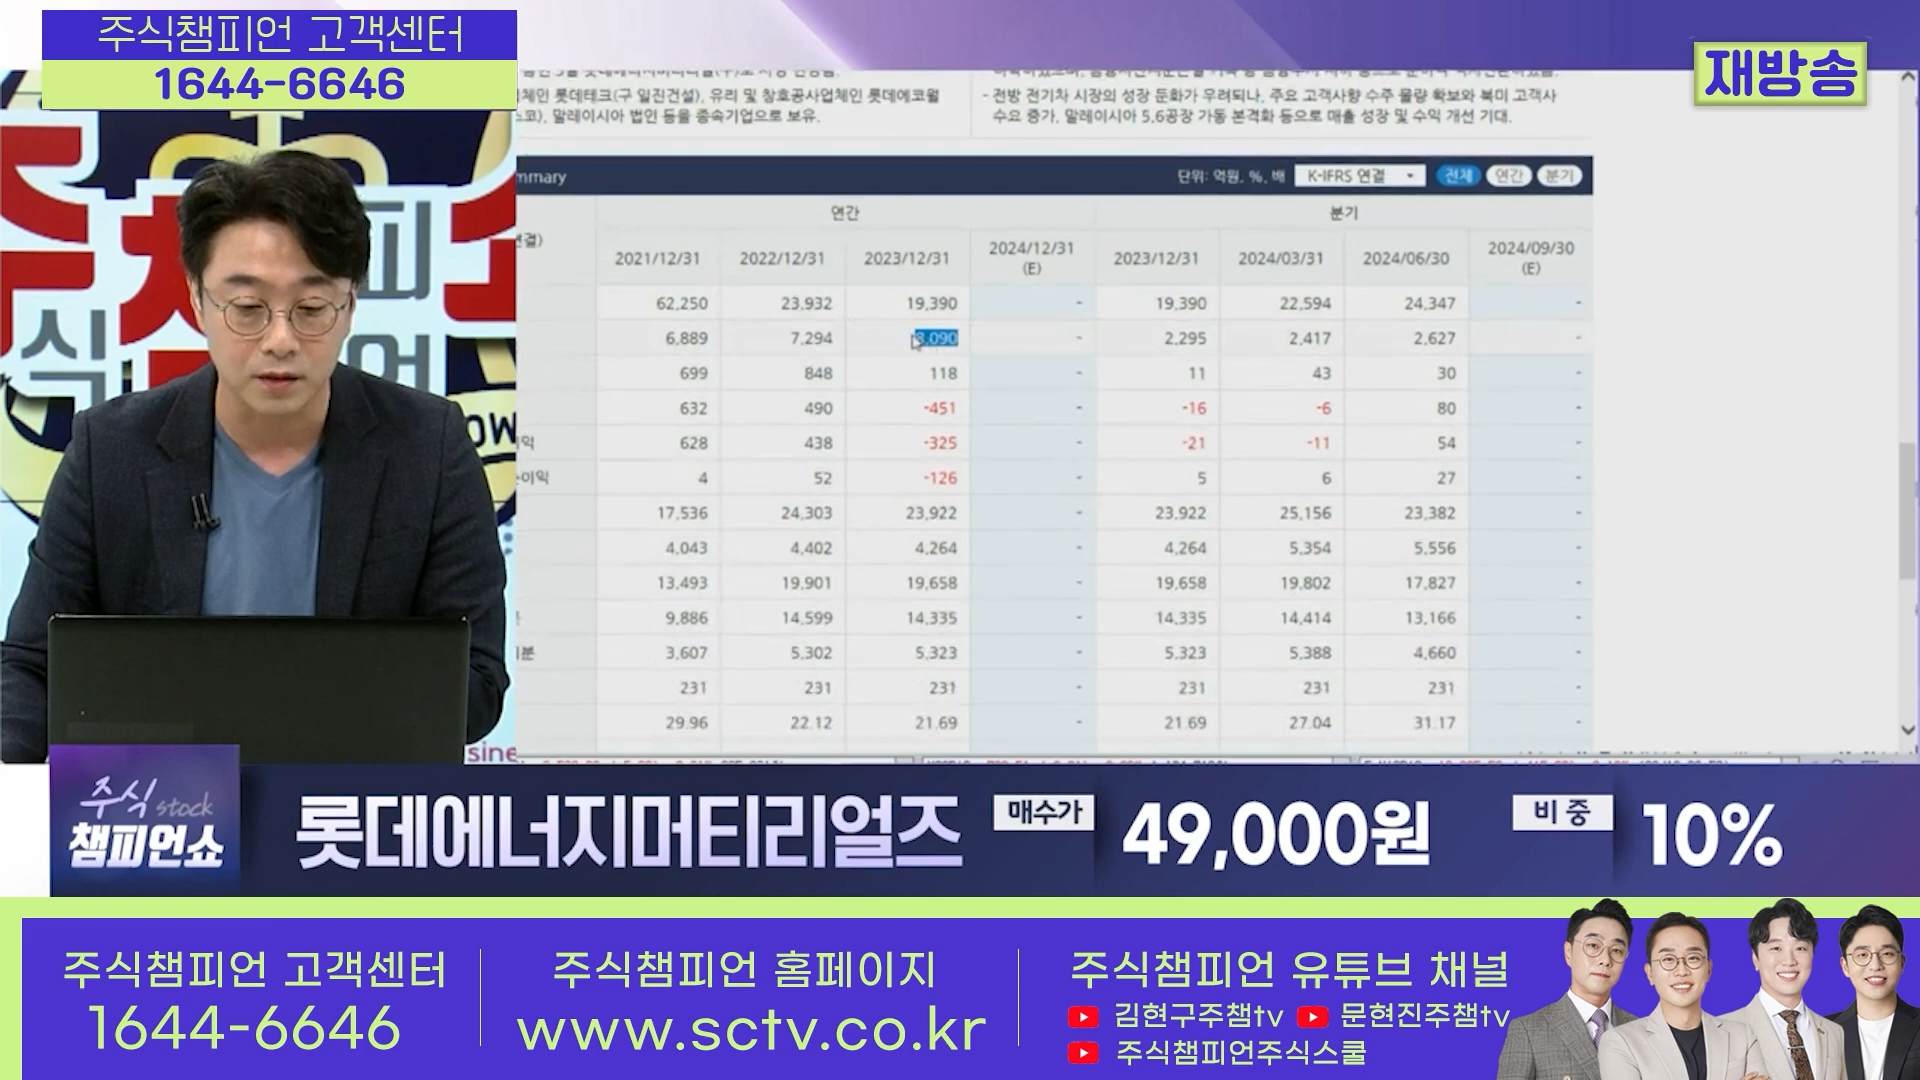 주식챔피언 고객센터
1644-6646
재방송
체인 롯데테크(구 일진건설), 유리 및 창호공사업체인 롯데에코월
스코), 말레이시아 법인 등을 종속기업으로 보유.
- 전방 전기차 시장의 성장 둔화가 우려되나, 주요 고객사향 수주 물량 확보와 북미 고객사
수요 증가, 말레이시아 5,6공장 가동 본격화 등으로 매출 성장 및 수익 개선 기대.
mmary
단위: 억원, %, 배 K-IFRS 연결 전체 연간 분기
연간 분기
2021/12/31 2022/12/31 2023/12/31 2024/12/31 (E) 2023/12/31 2024/03/31 2024/06/30 2024/09/30 (E)
62,250 23,932 19,390 - 19,390 22,594 24,347 -
6,889 7,294 8,090 - 2,295 2,417 2,627 -
699 848 118 - 11 43 30 -
632 490 -451 - -16 -6 80 -
익 628 438 -325 - -21 -11 54 -
이익 4 52 -126 - 5 6 27 -
17,536 24,303 23,922 - 23,922 25,156 23,382 -
4,043 4,402 4,264 - 4,264 5,354 5,556 -
13,493 19,901 19,658 - 19,658 19,802 17,827 -
9,886 14,599 14,335 - 14,335 14,414 13,166 -
분 3,607 5,302 5,323 - 5,323 5,388 4,660 -
231 231 231 - 231 231 231 -
29.96 22.12 21.69 - 21.69 27.04 31.17 -
sine
주식 stock
챔피언쇼
롯데에너지머티리얼즈 매수가 49,000원 비중 10%
주식챔피언 고객센터
1644-6646
주식챔피언 홈페이지
www.sctv.co.kr
주식챔피언 유튜브 채널
김현구주챔tv 문현진주챔tv
주식챔피언주식스쿨